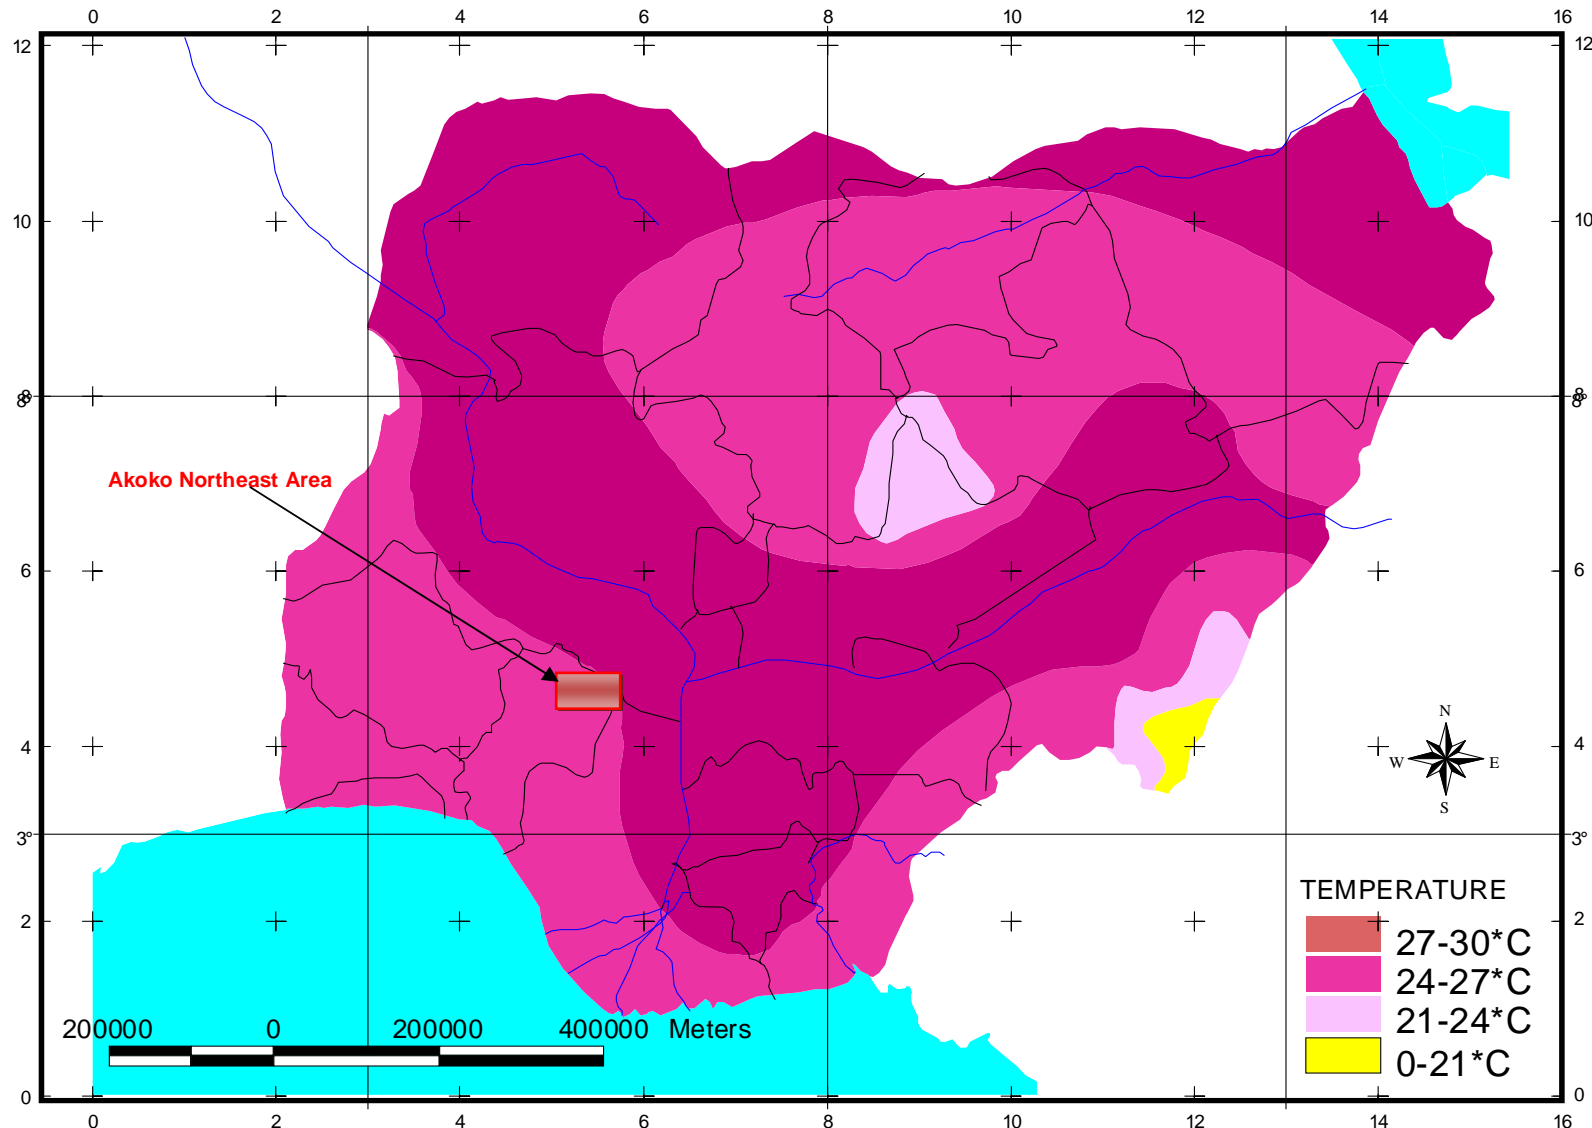 0 2 4 6 8 10 12 14 16
12 12
10 10
8° 8°
Akoko Northeast Area
6 6
N
4 W E 4
S
3° 3°
TEMPERATURE
2 2
27-30*C
24-27*C
200000 0 200000 400000 Meters
21-24*C
0-21*C
0 0
0 2 4 6 8 10 12 14 16